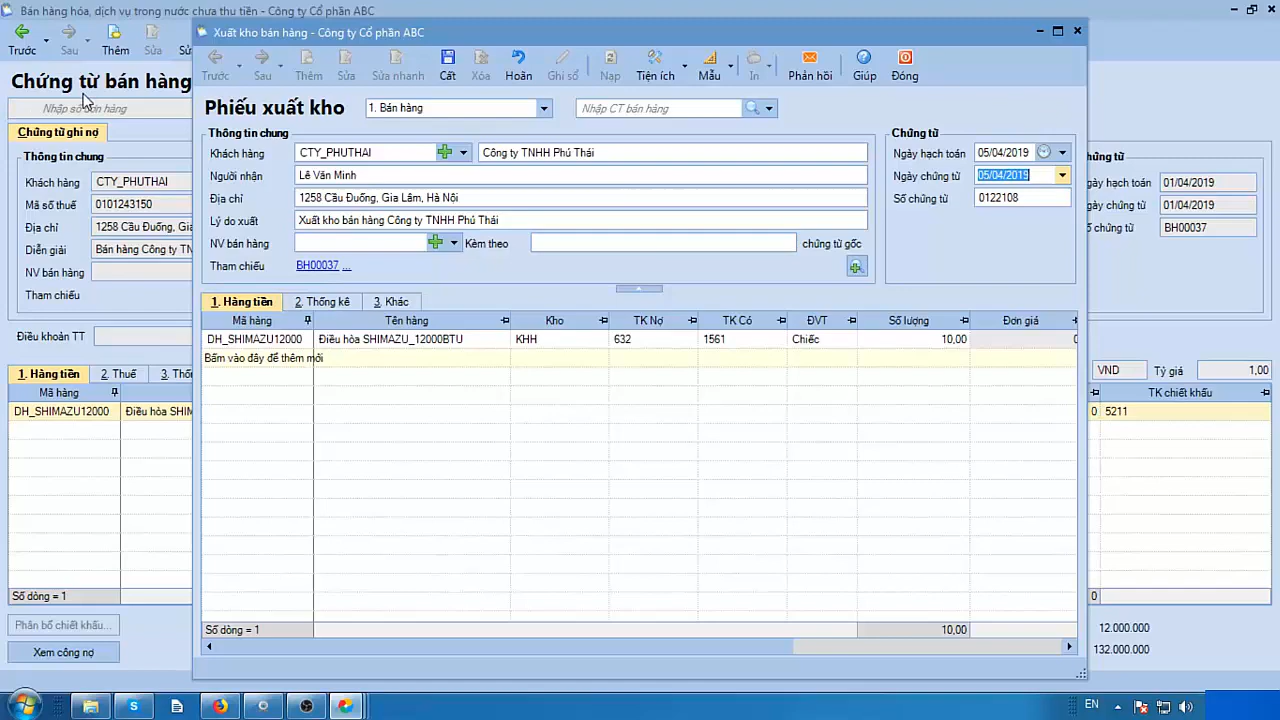 Bán hàng hóa, dịch vụ trong nước chưa thu tiền - Công ty Cổ phần ABC
Trước Sau Thêm Sửa
Chứng từ bán hàng
Nhập số đơn hàng
Chứng từ ghi nợ
Thông tin chung
Khách hàng CTY_PHUTHAI
Mã số thuế 0101243150
Địa chỉ 1258 Cầu Đuống, Gia
Diễn giải Bán hàng Công ty TN
NV bán hàng
Tham chiếu
Điều khoản TT
1. Hàng tiền 2. Thuế
Mã hàng
DH_SHIMAZU12000 Điều hòa SHIM
Số dòng = 1
Phân bổ chiết khấu...
Xem công nợ
Xuất kho bán hàng - Công ty Cổ phần ABC
Trước Sau Thêm Sửa Sửa nhanh Cất Xóa Hoãn Ghi sổ Nạp Tiện ích Mẫu In Phản hồi Giúp Đóng
Phiếu xuất kho 1. Bán hàng Nhập CT bán hàng
Thông tin chung
Khách hàng CTY_PHUTHAI Công ty TNHH Phú Thái
Người nhận Lê Văn Minh
Địa chỉ 1258 Cầu Đuống, Gia Lâm, Hà Nội
Lý do xuất Xuất kho bán hàng Công ty TNHH Phú Thái
NV bán hàng Kèm theo chứng từ gốc
Tham chiếu BH00037 ...
Chứng từ
Ngày hạch toán 05/04/2019
Ngày chứng từ 05/04/2019
Số chứng từ 0122108
1. Hàng tiền 2. Thống kê 3. Khác
Mã hàng Tên hàng Kho TK Nợ TK Có ĐVT Số lượng Đơn giá
DH_SHIMAZU12000 Điều hòa SHIMAZU_12000BTU KHH 632 1561 Chiếc 10,00
Bấm vào đây để thêm mới
Số dòng = 1 10,00
01/04/2019
01/04/2019
BH00037
VND Tỷ giá 1,00
TK chiết khấu
0 5211
0
12.000.000
132.000.000
EN